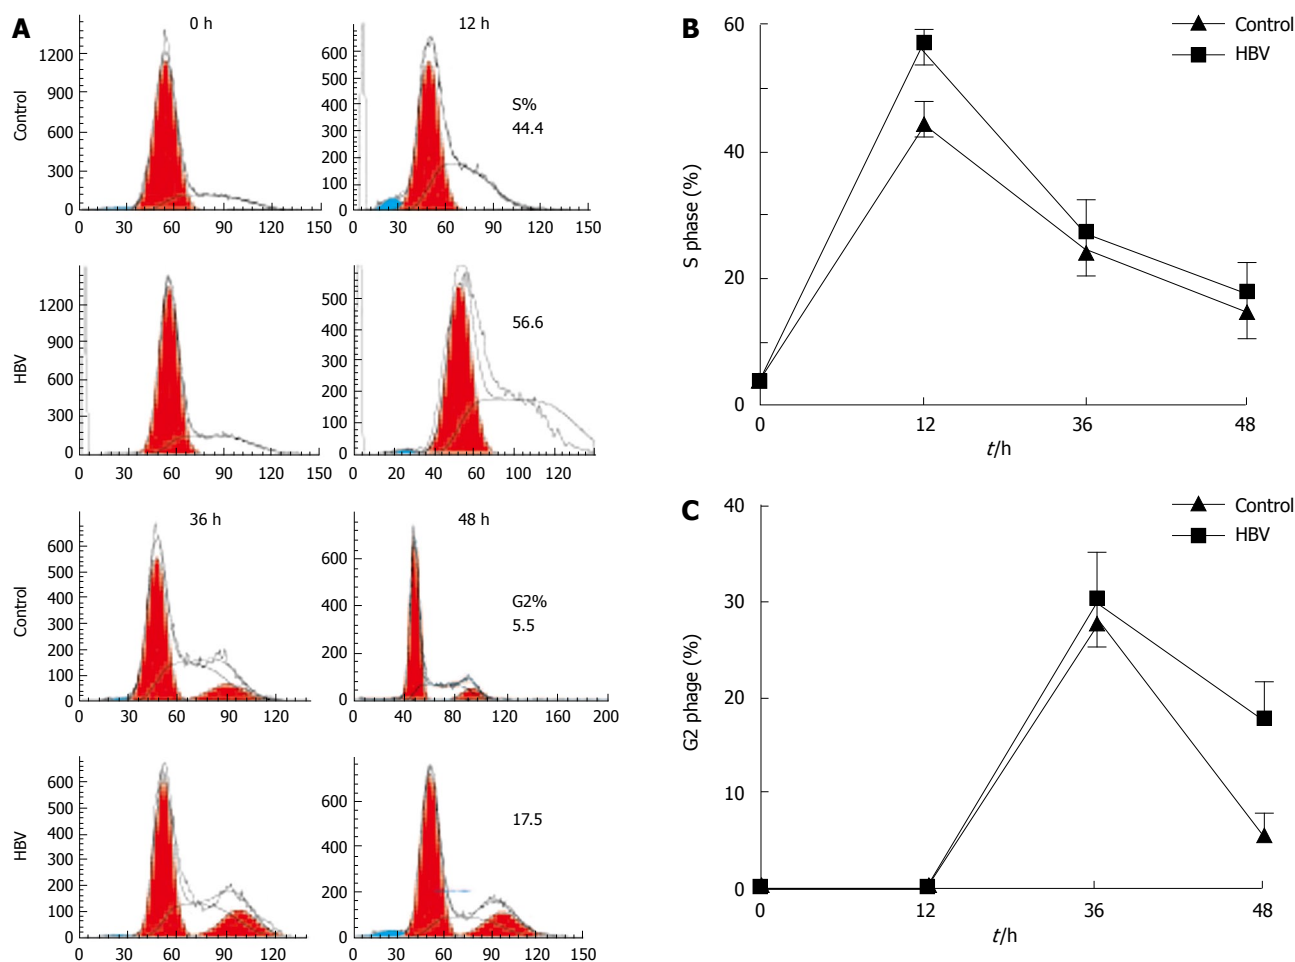 A
0 h
12 h
Control
1200
900
600
300
0
0 30 60 90 120 150
600
500
400
300
200
100
0
S%
44.4
0 30 60 90 120 150
HBV
1200
900
600
300
0
0 30 60 90 120 150
500
400
300
200
100
0
56.6
0 20 40 60 100 120
36 h
48 h
Control
600
500
400
300
200
100
0
0 30 60 90 120
600
400
200
0
G2%
5.5
0 40 80 120 160 200
HBV
600
500
400
300
200
100
0
0 30 60 90 120
600
400
200
0
17.5
0 30 60 90 120 150
B
Control
HBV
S phase (%)
60
40
20
0
0 12 36 48
t/h
C
Control
HBV
G2 phage (%)
40
30
20
10
0
0 12 36 48
t/h